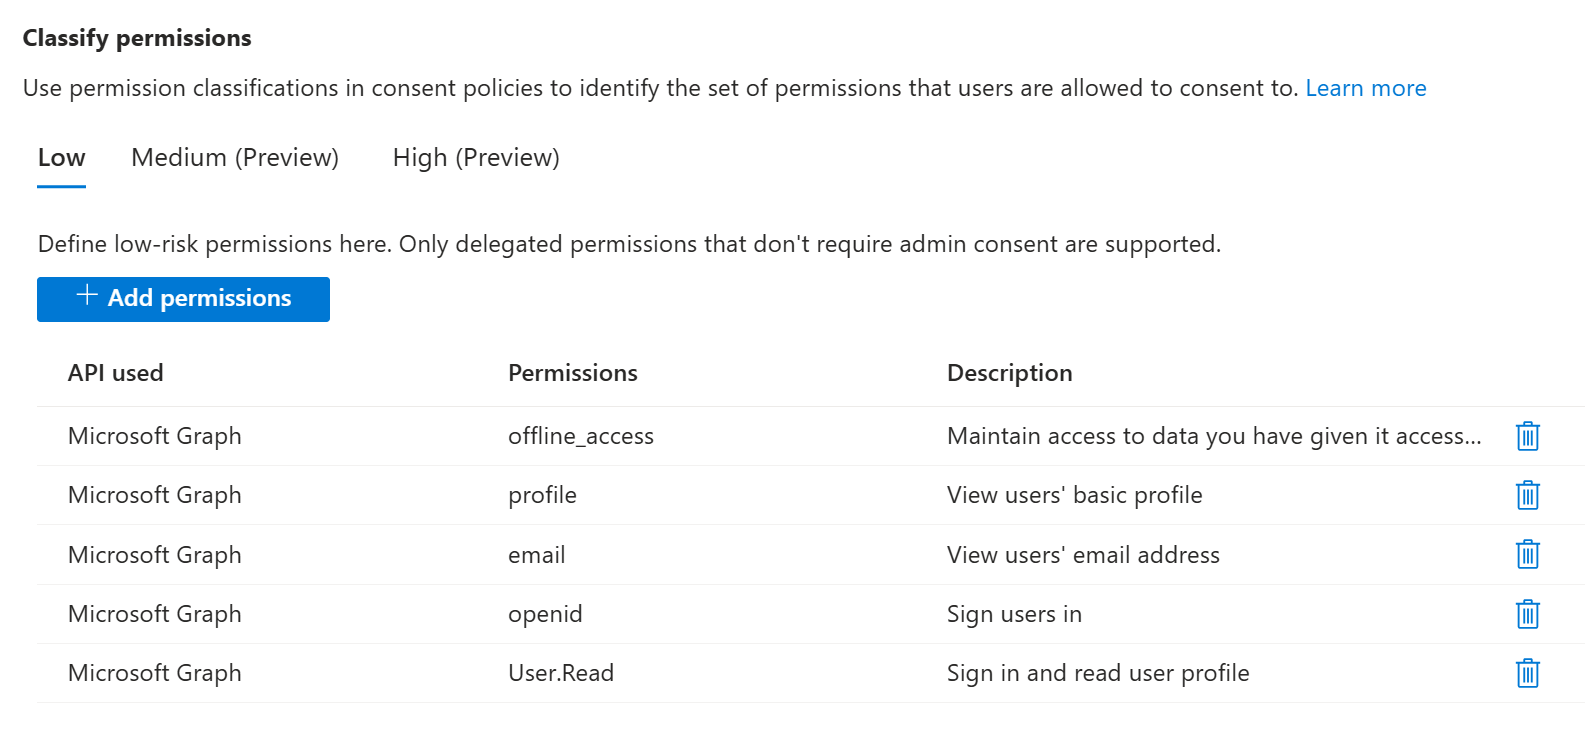 Classify permissions
Use permission classifications in consent policies to identify the set of permissions that users are allowed to consent to. Learn more
Low Medium (Preview) High (Preview)
Define low-risk permissions here. Only delegated permissions that don't require admin consent are supported.
+ Add permissions
API used Permissions Description
Microsoft Graph offline_access Maintain access to data you have given it access...
Microsoft Graph profile View users' basic profile
Microsoft Graph email View users' email address
Microsoft Graph openid Sign users in
Microsoft Graph User.Read Sign in and read user profile